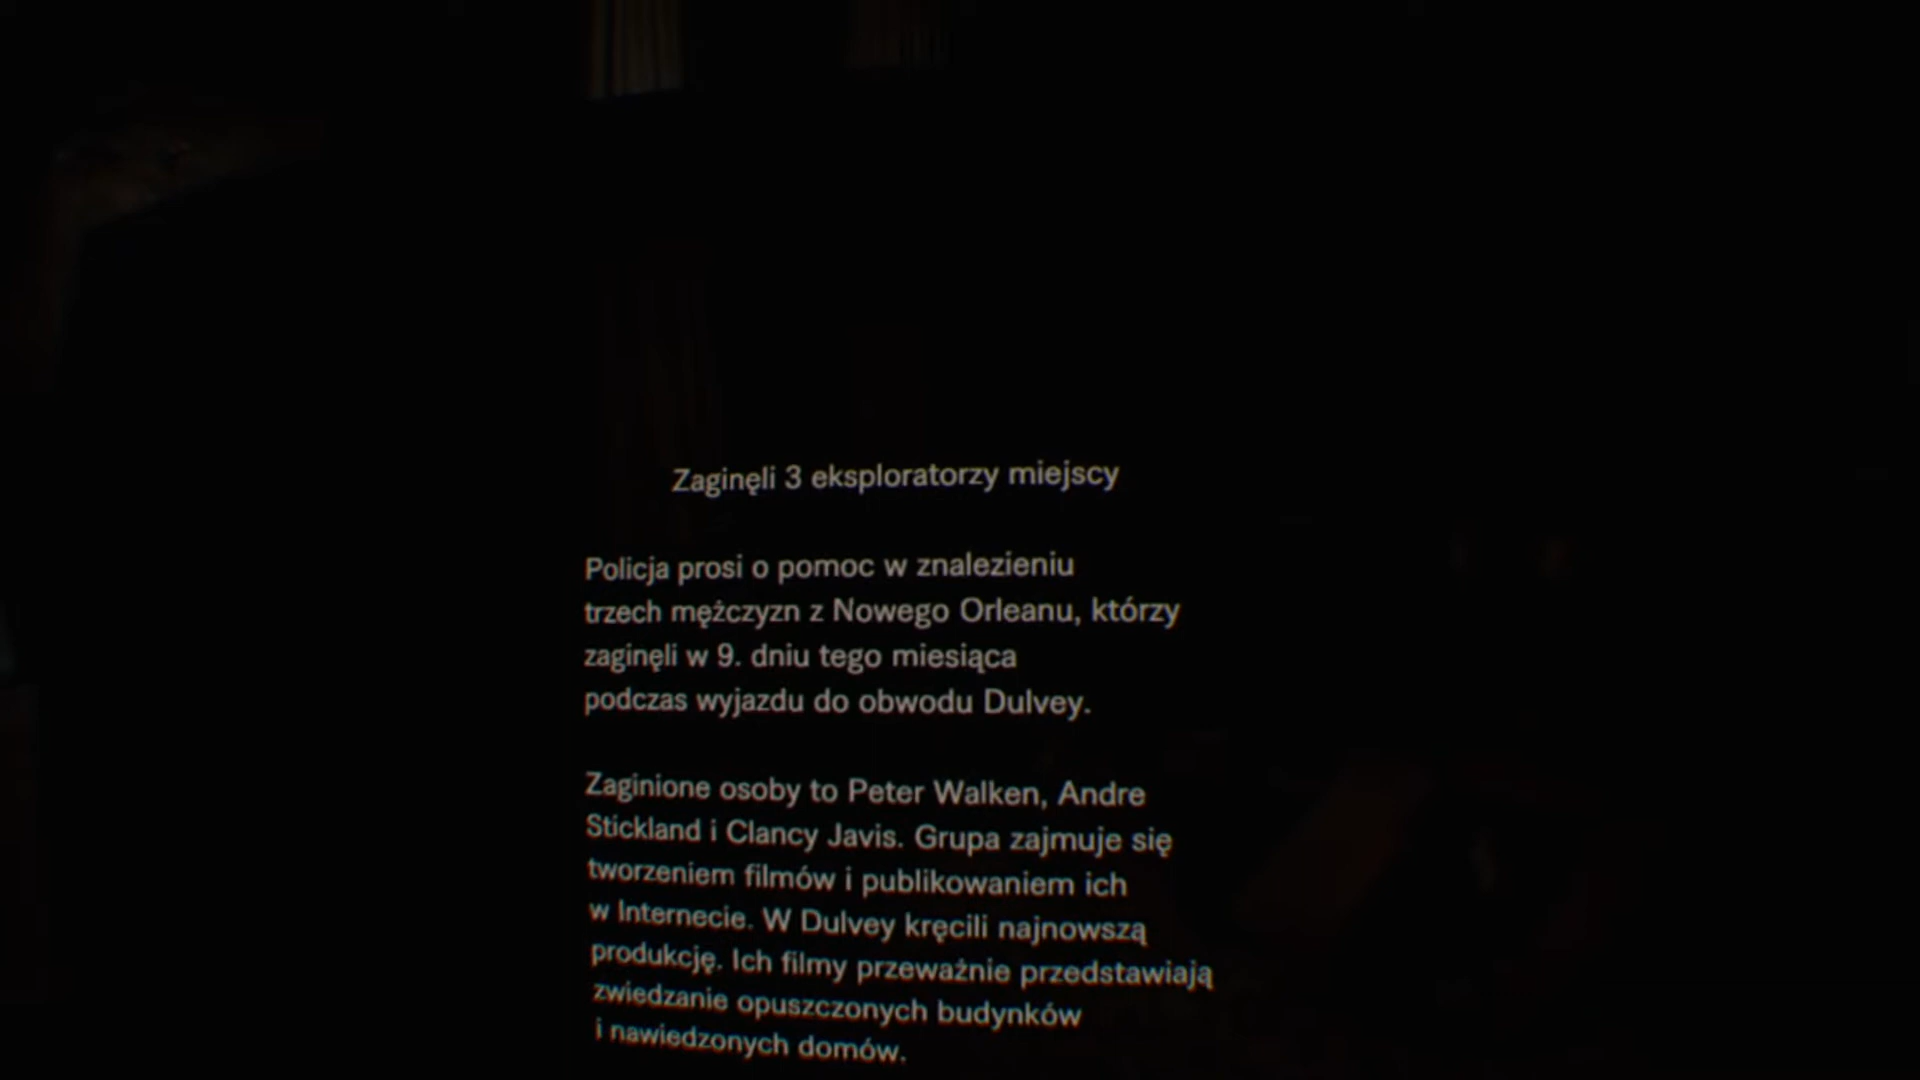 Zaginęli 3 eksploratorzy miejscy
Policja prosi o pomoc w znalezieniu
trzech mężczyzn z Nowego Orleanu, którzy
zaginęli w 9. dniu tego miesiąca
podczas wyjazdu do obwodu Dulvey.
Zaginione osoby to Peter Walken, Andre
Stickland i Clancy Javis. Grupa zajmuje się
tworzeniem filmów i publikowaniem ich
w Internecie. W Dulvey kręcili najnowszą
produkcję. Ich filmy przeważnie przedstawiają
zwiedzanie opuszczonych budynków
i nawiedzonych domów.